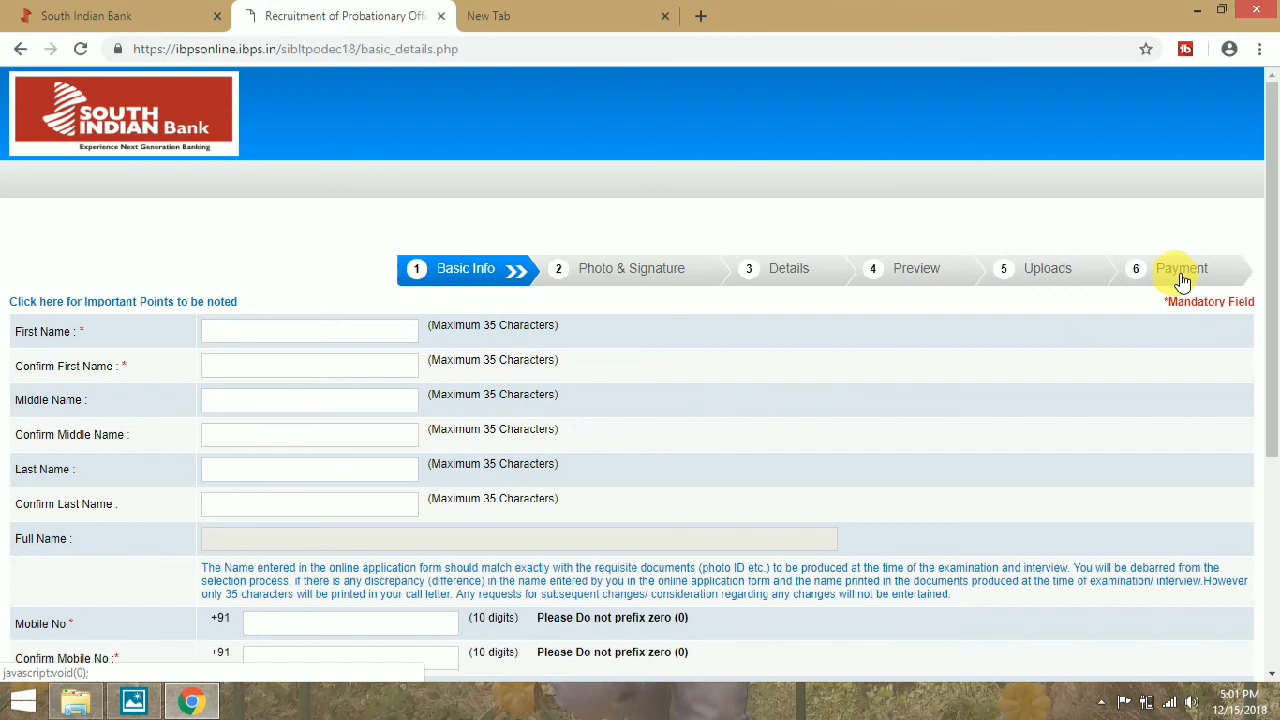 South Indian Bank
Recruitment of Probationary Offi
New Tab
https://ibpsonline.ibps.in/sibltpodec18/basic_details.php
SOUTH
INDIAN Bank
Experience Next Generation Banking
1 Basic Info
2 Photo & Signature
3 Details
4 Preview
5 Uploads
6 Payment
Click here for Important Points to be noted
*Mandatory Field
First Name : * (Maximum 35 Characters)
Confirm First Name : * (Maximum 35 Characters)
Middle Name : (Maximum 35 Characters)
Confirm Middle Name : (Maximum 35 Characters)
Last Name : (Maximum 35 Characters)
Confirm Last Name : (Maximum 35 Characters)
Full Name :
The Name entered in the online application form should match exactly with the requisite documents (photo ID etc.) to be produced at the time of the examination and interview. You will be debarred from the
selection process, if there is any discrepancy (difference) in the name entered by you in the online application form and the name printed in the documents produced at the time of examination/ interview.However
only 35 characters will be printed in your call letter. Any requests for subsequent changes/ consideration regarding any changes will not be entertained.
Mobile No * +91 (10 digits) Please Do not prefix zero (0)
Confirm Mobile No :* +91 (10 digits) Please Do not prefix zero (0)
javascript:void(0);
5:01 PM
12/15/2018